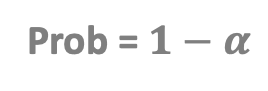 Prob = 1 − α